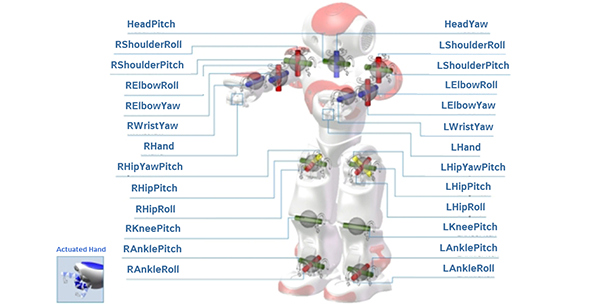 HeadPitch
HeadYaw
RShoulderRoll
LShoulderRoll
RShoulderPitch
LShoulderPitch
RElbowRoll
LElbowRoll
RElbowYaw
LElbowYaw
RWristYaw
LWristYaw
RHand
LHand
RHipYawPitch
LHipYawPitch
RHipPitch
LHipPitch
RHipRoll
LHipRoll
RKneePitch
LKneePitch
RAnklePitch
LAnklePitch
RAnkleRoll
LAnkleRoll
Actuated Hand